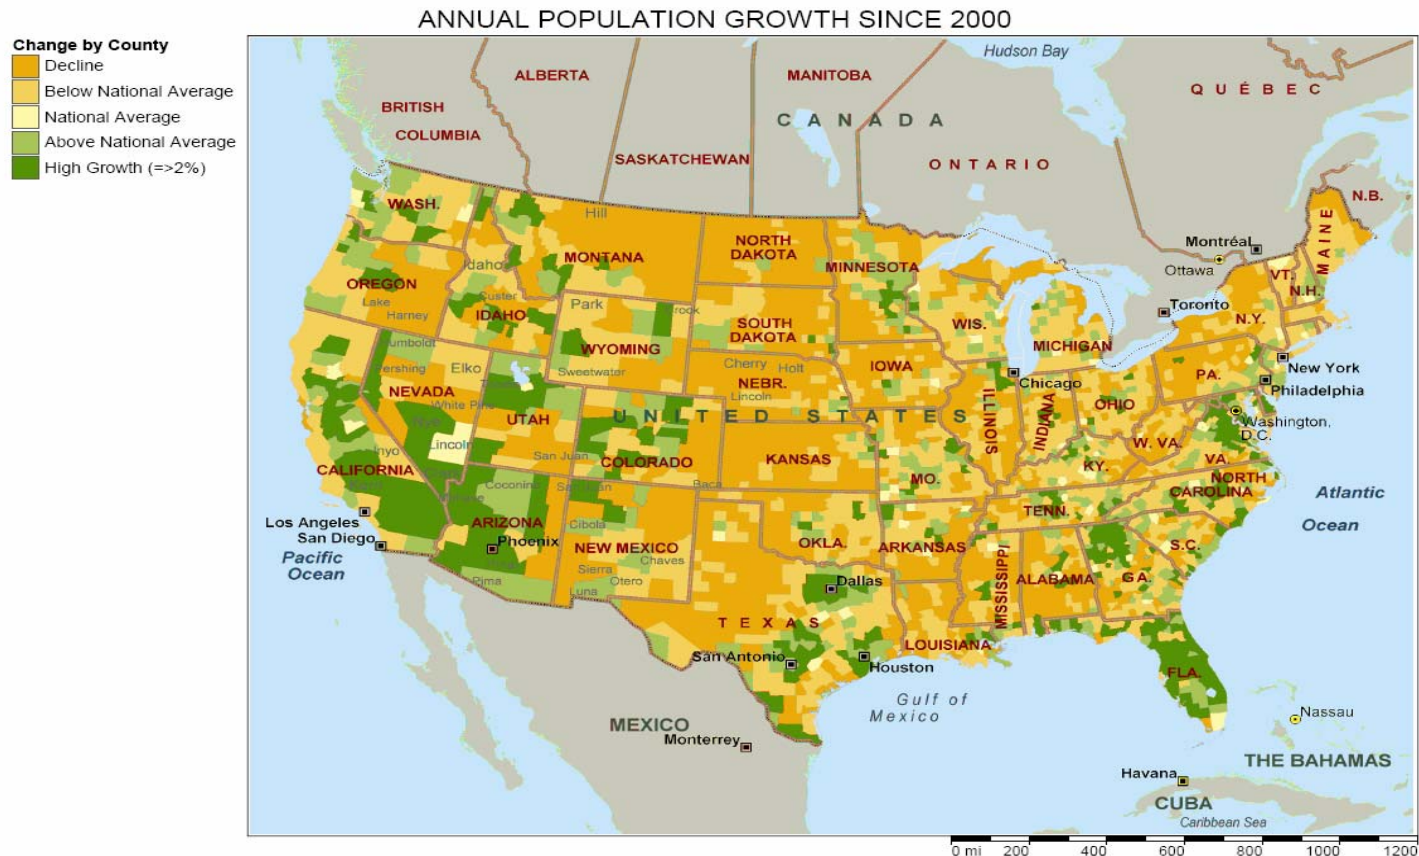 ANNUAL POPULATION GROWTH SINCE 2000
Change by County
Decline
Below National Average
National Average
Above National Average
High Growth (=>2%)
Hudson Bay
ALBERTA
MANITOBA
QUÉBEC
BRITISH
COLUMBIA
CANADA
SASKATCHEWAN
ONTARIO
N.B.
WASH.
Hill
MAINE
Montréal
Ottawa
NORTH
DAKOTA
MONTANA
MINNESOTA
Idaho
VT.
N.H.
OREGON
Lake
Harney
Custer
IDAHO
Park
Crook
Toronto
N.Y.
SOUTH
DAKOTA
WIS.
MICHIGAN
Humboldt
WYOMING
Pershing
Elko
Sweetwater
Cherry
Holt
IOWA
New York
Chicago
PA.
Philadelphia
NEVADA
NEBR.
Lincoln
White Pine
Nye
UTAH
UNITED STATES
ILLINOIS
INDIANA
OHIO
Washington,
D.C.
Lincoln
Inyo
San Juan
COLORADO
KANSAS
W. VA.
VA.
KY.
CALIFORNIA
Coconino
Baca
MO.
NORTH
CAROLINA
Atlantic
Ocean
Los Angeles
San Diego
ARIZONA
Phoenix
Cibola
NEW MEXICO
Chaves
Sierra
Otero
Luna
Pima
OKLA.
ARKANSAS
TENN.
S.C.
Pacific
Ocean
Dallas
MISSISSIPPI
ALABAMA
GA.
TEXAS
LOUISIANA
San Antonio
Houston
FLA.
Gulf of
Mexico
MEXICO
Monterrey
Nassau
THE BAHAMAS
Havana
CUBA
Caribbean Sea
0 mi 200 400 600 800 1000 1200